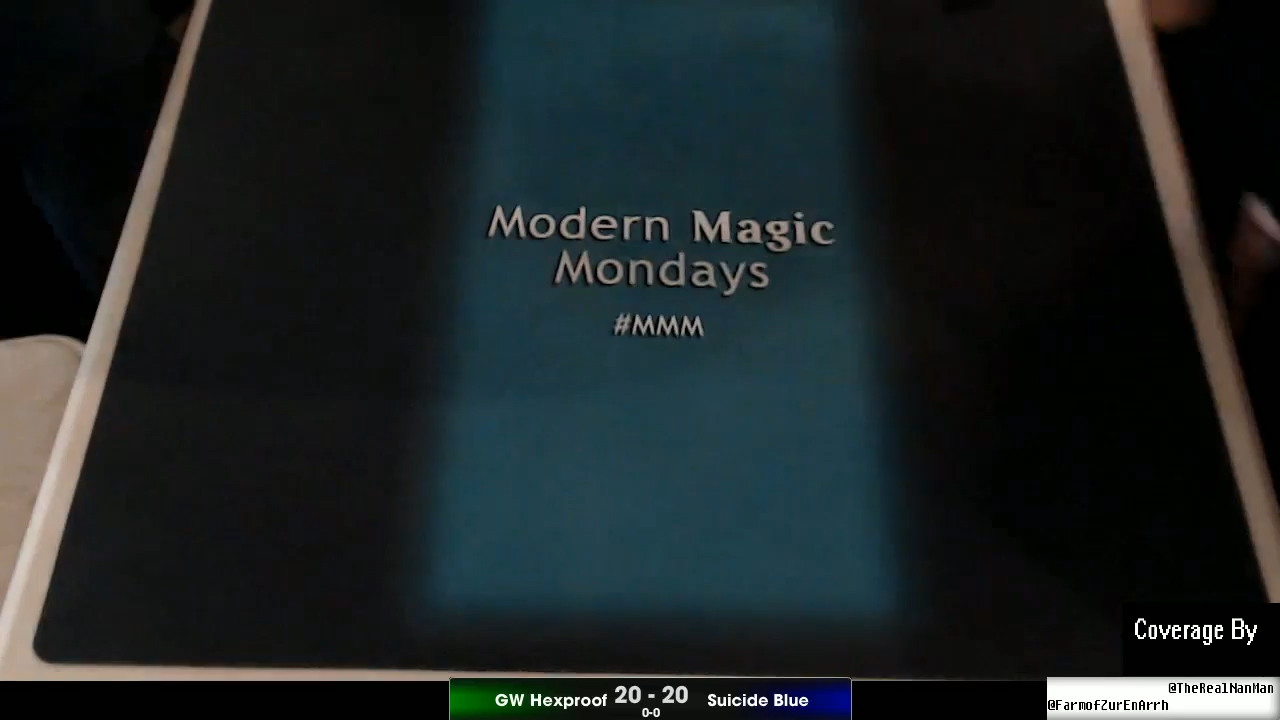 Modern Magic
Mondays
#MMM
Coverage By
GW Hexproof 20 - 20 Suicide Blue
0-0
@TheRealNanMan
@FarmofZurEnArrh